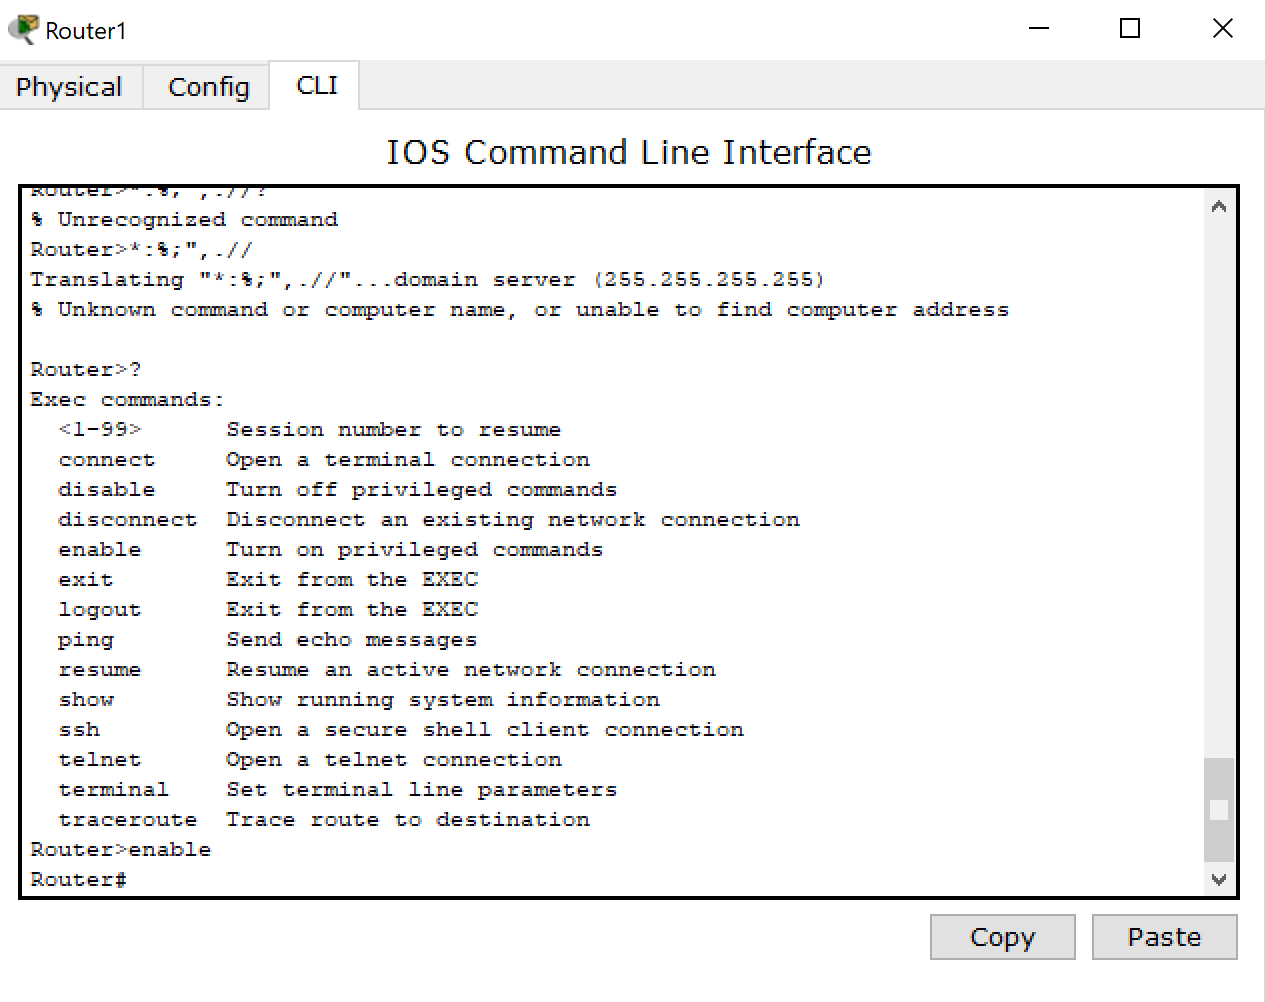 Router1
Physical Config CLI
IOS Command Line Interface
Router>*:%;",.//?
% Unrecognized command
Router>*:%;",.//
Translating "*:%;",.//"...domain server (255.255.255.255)
% Unknown command or computer name, or unable to find computer address
Router>?
Exec commands:
<1-99> Session number to resume
connect Open a terminal connection
disable Turn off privileged commands
disconnect Disconnect an existing network connection
enable Turn on privileged commands
exit Exit from the EXEC
logout Exit from the EXEC
ping Send echo messages
resume Resume an active network connection
show Show running system information
ssh Open a secure shell client connection
telnet Open a telnet connection
terminal Set terminal line parameters
traceroute Trace route to destination
Router>enable
Router#
Copy Paste